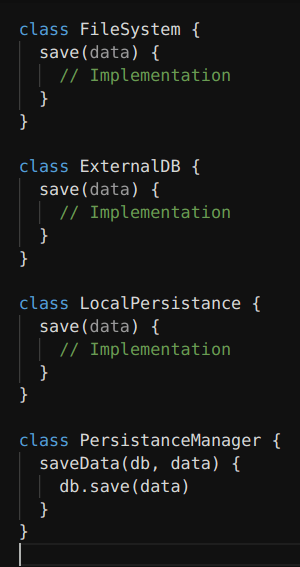 class FileSystem {
  save(data) {
    // Implementation
  }
}
class ExternalDB {
  save(data) {
    // Implementation
  }
}
class LocalPersistance {
  save(data) {
    // Implementation
  }
}
class PersistanceManager {
  saveData(db, data) {
    db.save(data)
  }
}